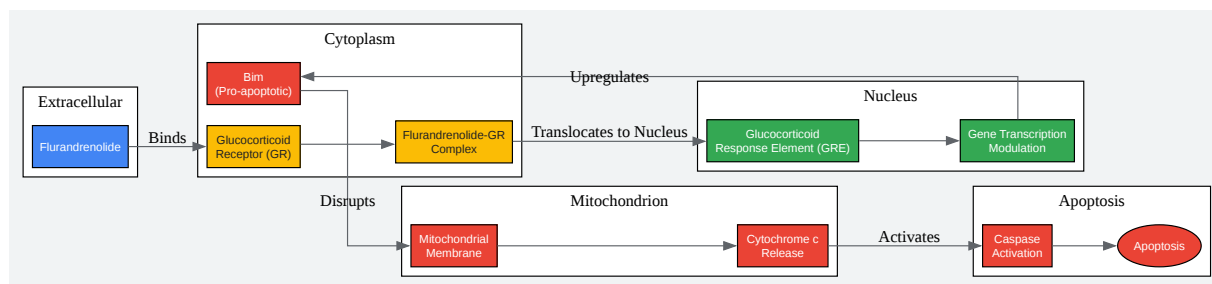 Extracellular
Flurandrenolide
Binds
Cytoplasm
Bim
(Pro-apoptotic)
Glucocorticoid
Receptor (GR)
Flurandrenolide-GR
Complex
Upregulates
Translocates to Nucleus
Nucleus
Glucocorticoid
Response Element (GRE)
Gene Transcription
Modulation
Disrupts
Mitochondrion
Mitochondrial
Membrane
Cytochrome c
Release
Activates
Apoptosis
Caspase
Activation
Apoptosis